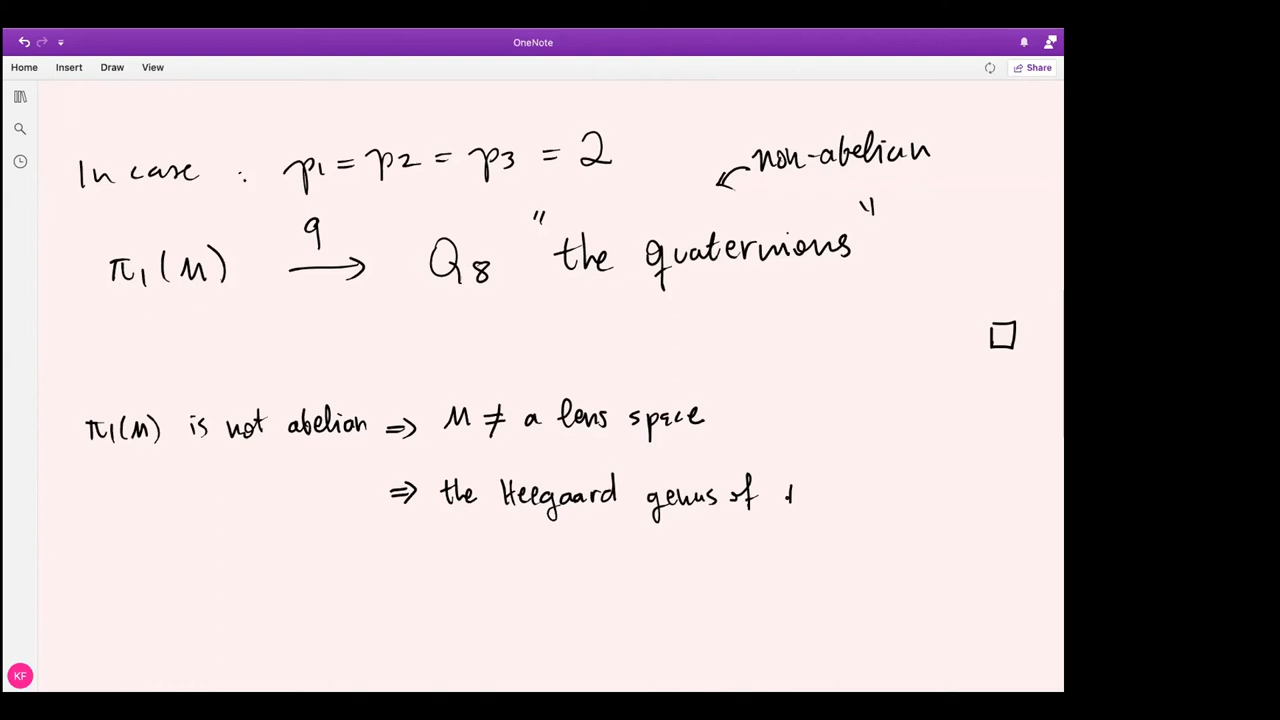 OneNote
Home Insert Draw View Share
In case : p1 = p2 = p3 = 2
non-abelian
π1(M) q→ Q8 "the quaternions"
□
π1(M) is not abelian ⇒ M ≠ a lens space
⇒ the Heegaard genus of
KF